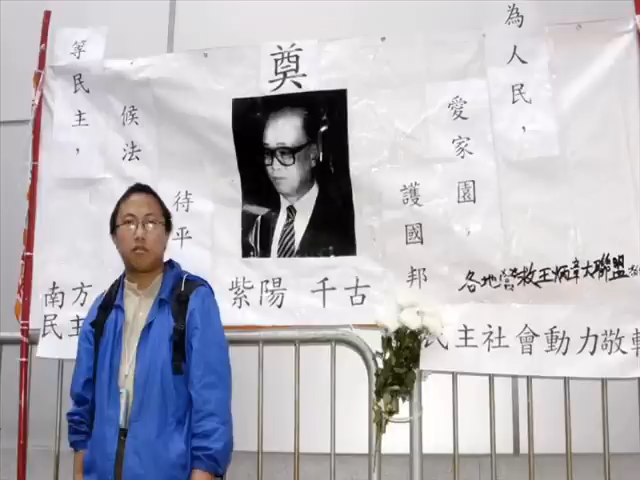 奠
為人民，
愛家園，
護國邦
等民主，
候法
待平
紫陽 千古
南方
民主
各地營救王炳章大聯盟
民主社會動力敬輓